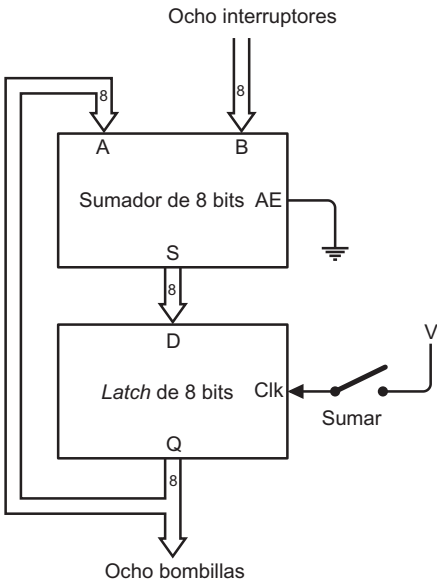 Ocho interruptores
8
8
A
B
Sumador de 8 bits
AE
S
8
D
V
Latch de 8 bits
Clk
Sumar
Q
8
Ocho bombillas